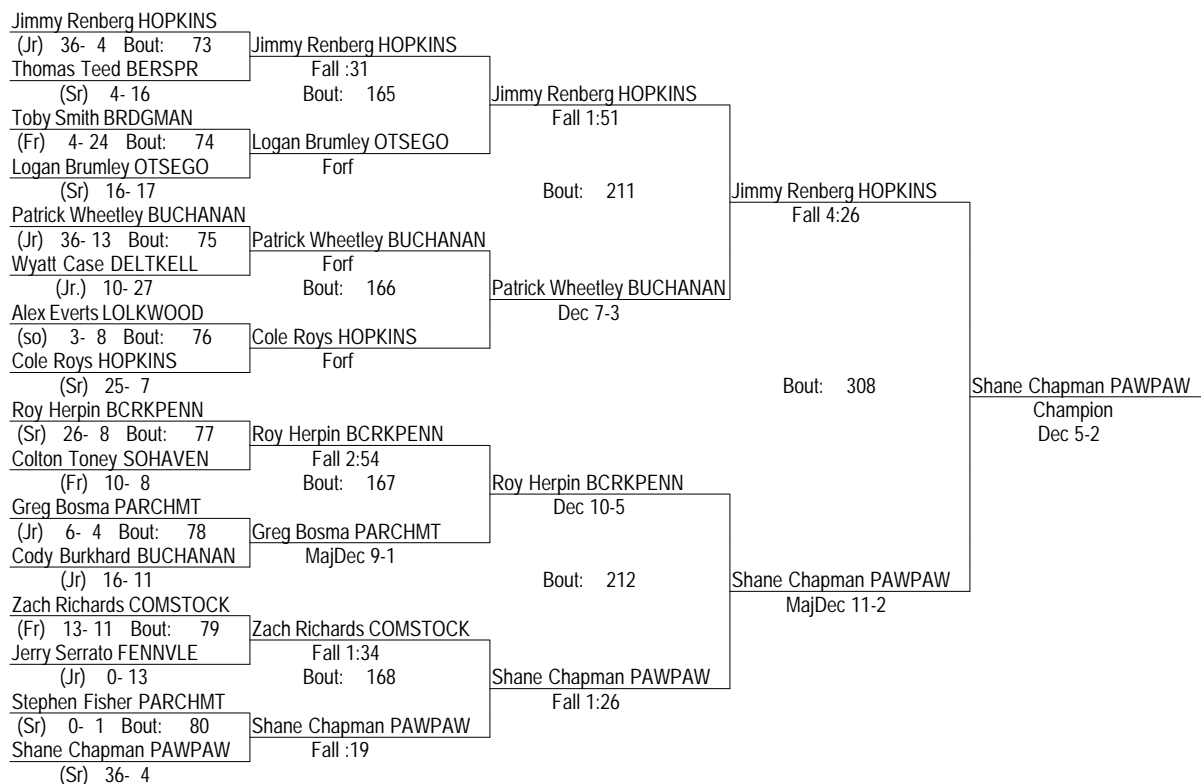 Jimmy Renberg HOPKINS
(Jr) 36- 4 Bout: 73 Jimmy Renberg HOPKINS
Thomas Teed BERSPR Fall :31
(Sr) 4- 16 Bout: 165 Jimmy Renberg HOPKINS
Toby Smith BRDGMAN Fall 1:51
(Fr) 4- 24 Bout: 74 Logan Brumley OTSEGO
Logan Brumley OTSEGO Forf
(Sr) 16- 17 Bout: 211 Jimmy Renberg HOPKINS
Patrick Wheetley BUCHANAN Fall 4:26
(Jr) 36- 13 Bout: 75 Patrick Wheetley BUCHANAN
Wyatt Case DELTKELL Forf
(Jr.) 10- 27 Bout: 166 Patrick Wheetley BUCHANAN
Alex Everts LOLKWOOD Dec 7-3
(so) 3- 8 Bout: 76 Cole Roys HOPKINS
Cole Roys HOPKINS Forf
(Sr) 25- 7 Bout: 308 Shane Chapman PAWPAW
Roy Herpin BCRKPENN Champion
(Sr) 26- 8 Bout: 77 Roy Herpin BCRKPENN Dec 5-2
Colton Toney SOHAVEN Fall 2:54
(Fr) 10- 8 Bout: 167 Roy Herpin BCRKPENN
Greg Bosma PARCHMT Dec 10-5
(Jr) 6- 4 Bout: 78 Greg Bosma PARCHMT
Cody Burkhard BUCHANAN MajDec 9-1
(Jr) 16- 11 Bout: 212 Shane Chapman PAWPAW
Zach Richards COMSTOCK MajDec 11-2
(Fr) 13- 11 Bout: 79 Zach Richards COMSTOCK
Jerry Serrato FENNVLE Fall 1:34
(Jr) 0- 13 Bout: 168 Shane Chapman PAWPAW
Stephen Fisher PARCHMT Fall 1:26
(Sr) 0- 1 Bout: 80 Shane Chapman PAWPAW
Shane Chapman PAWPAW Fall :19
(Sr) 36- 4